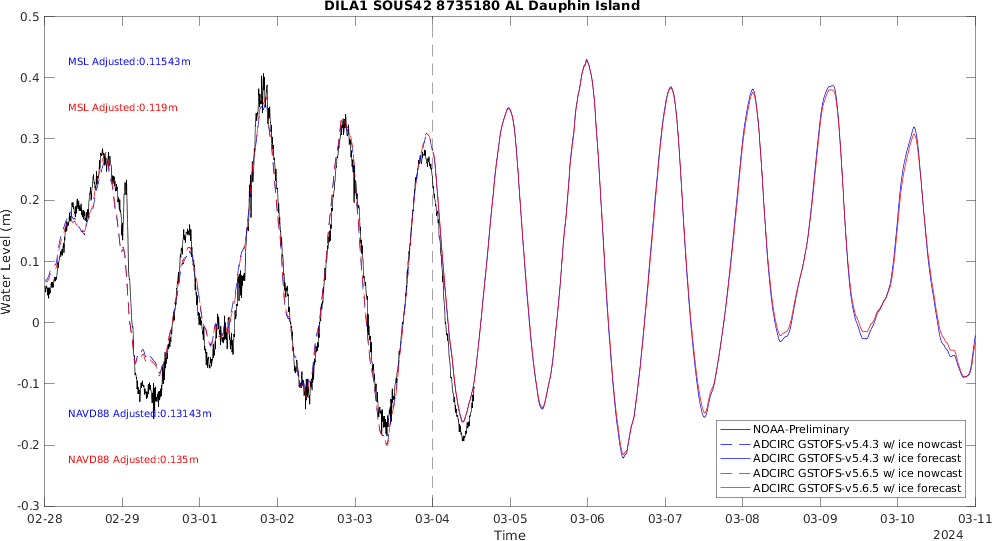 DILA1 SOUS42 8735180 AL Dauphin Island
0.5
0.4
0.3
0.2
0.1
0
-0.1
-0.2
-0.3
Water Level (m)
MSL Adjusted:0.11543m
MSL Adjusted:0.119m
NAVD88 Adjusted:0.13143m
NAVD88 Adjusted:0.135m
NOAA-Preliminary
ADCIRC GSTOFS-v5.4.3 w/ ice nowcast
ADCIRC GSTOFS-v5.4.3 w/ ice forecast
ADCIRC GSTOFS-v5.6.5 w/ ice nowcast
ADCIRC GSTOFS-v5.6.5 w/ ice forecast
02-28 02-29 03-01 03-02 03-03 03-04 03-05 03-06 03-07 03-08 03-09 03-10 03-11
Time
2024